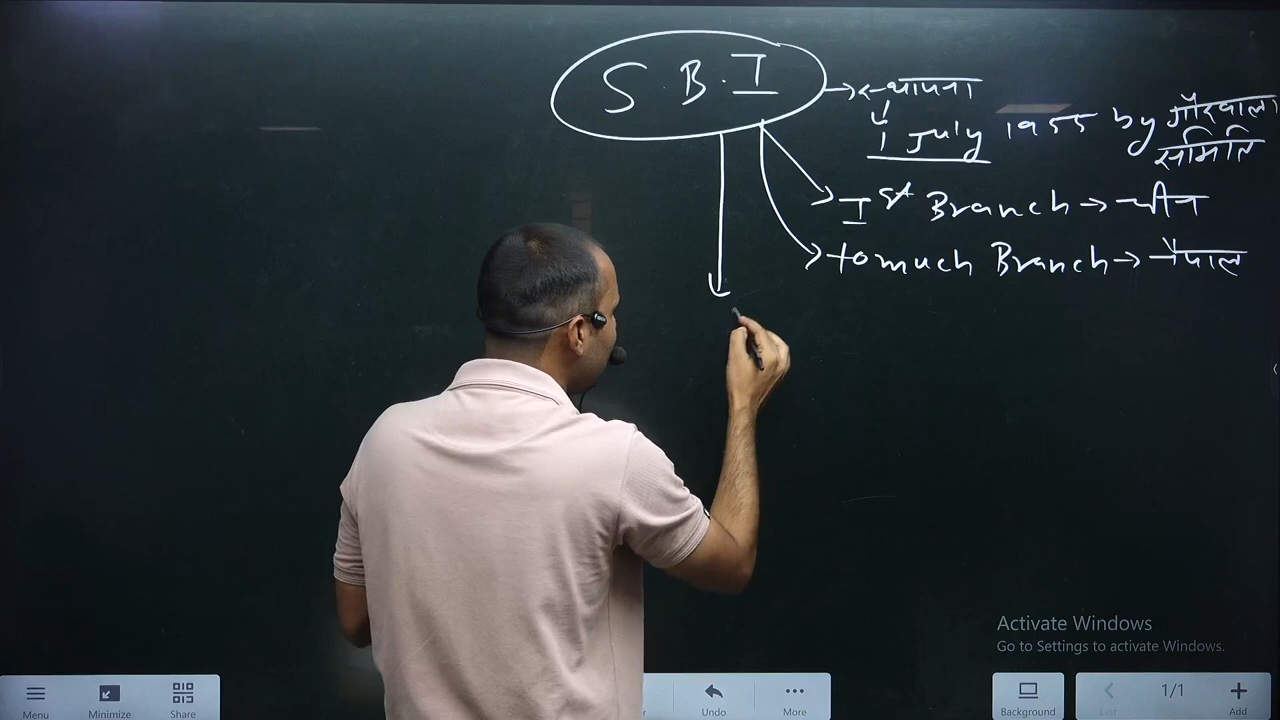 S.B.I
→ स्थापना
1 July 1955 by गोरवाला
समिति
Ist Branch → चीन
to much Branch → नेपाल
Activate Windows
Go to Settings to activate Windows.
Menu
Minimize
Share
Undo
More
Background
1/1
Add